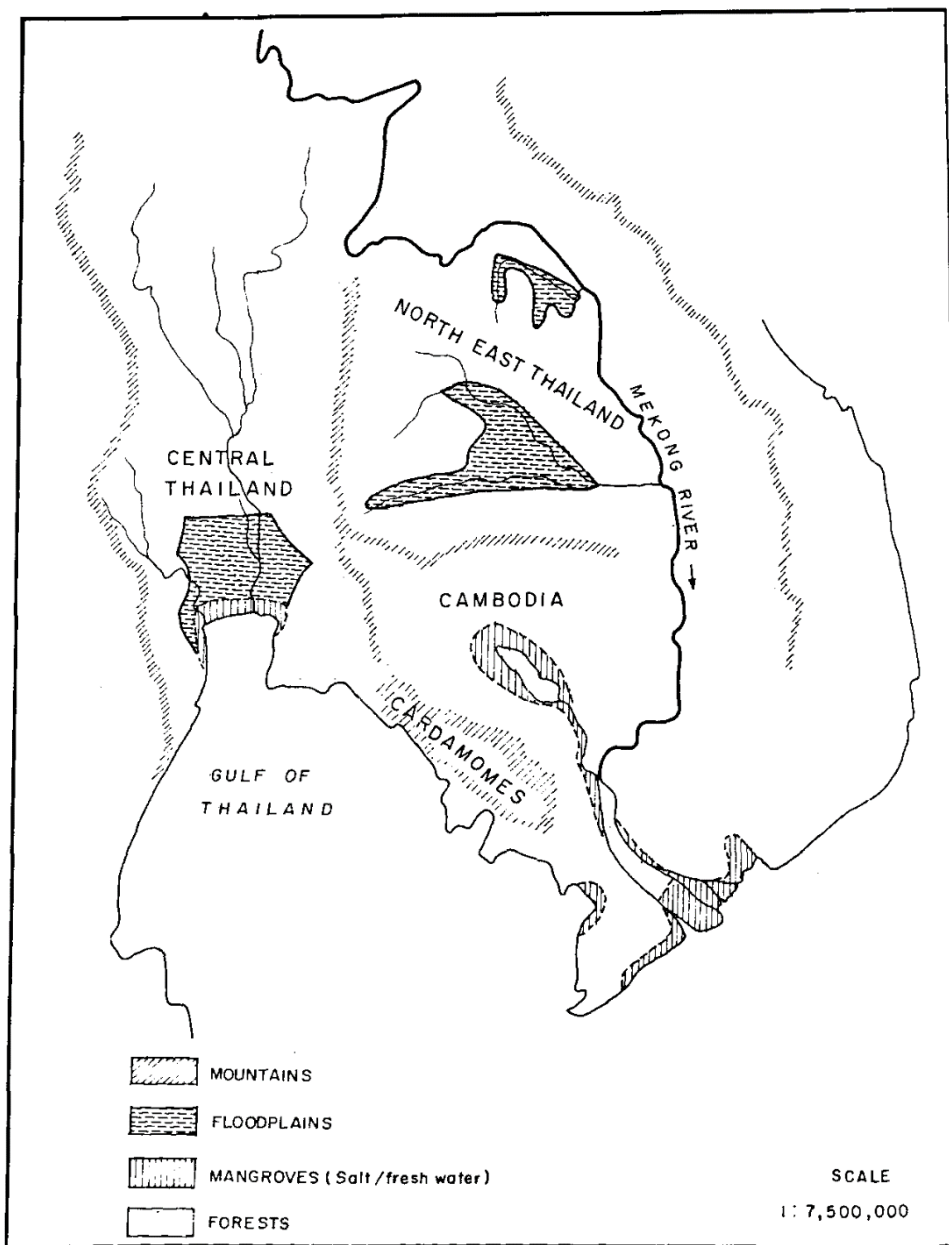 NORTH EAST THAILAND
MEKONG RIVER
CENTRAL
THAILAND
CAMBODIA
CARDAMOMES
GULF OF
THAILAND
MOUNTAINS
FLOODPLAINS
MANGROVES (Salt/fresh water)
FORESTS
SCALE
1:7,500,000